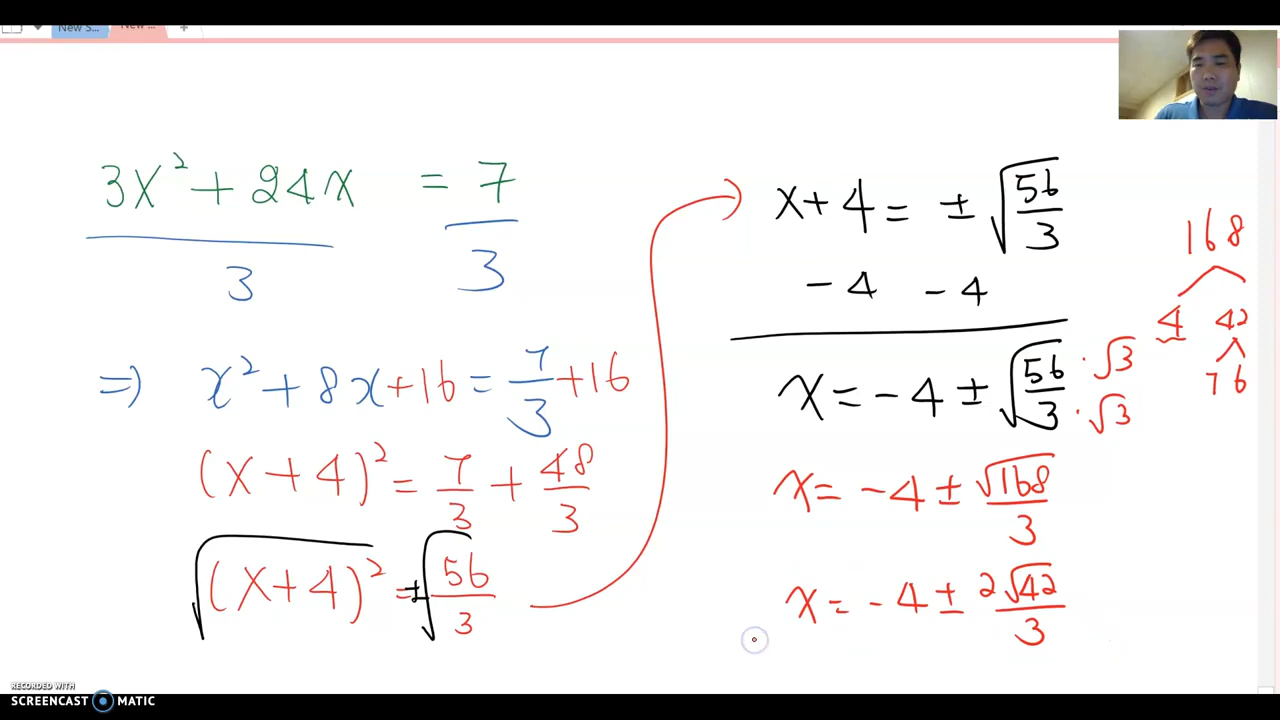 New S...
New ...
+
3x² + 24x = 7
3 3
⇒) x² + 8x + 16 = 7/3 + 16
(x + 4)² = 7/3 + 48/3
√(x + 4)² = ±√56/3
x + 4 = ± √56/3
- 4 - 4
x = - 4 ± √56/3 · √3 · √3
x = - 4 ± √168/3
x = - 4 ± 2√42/3
168
4 42
7 6
RECORDED WITH
SCREENCAST MATIC